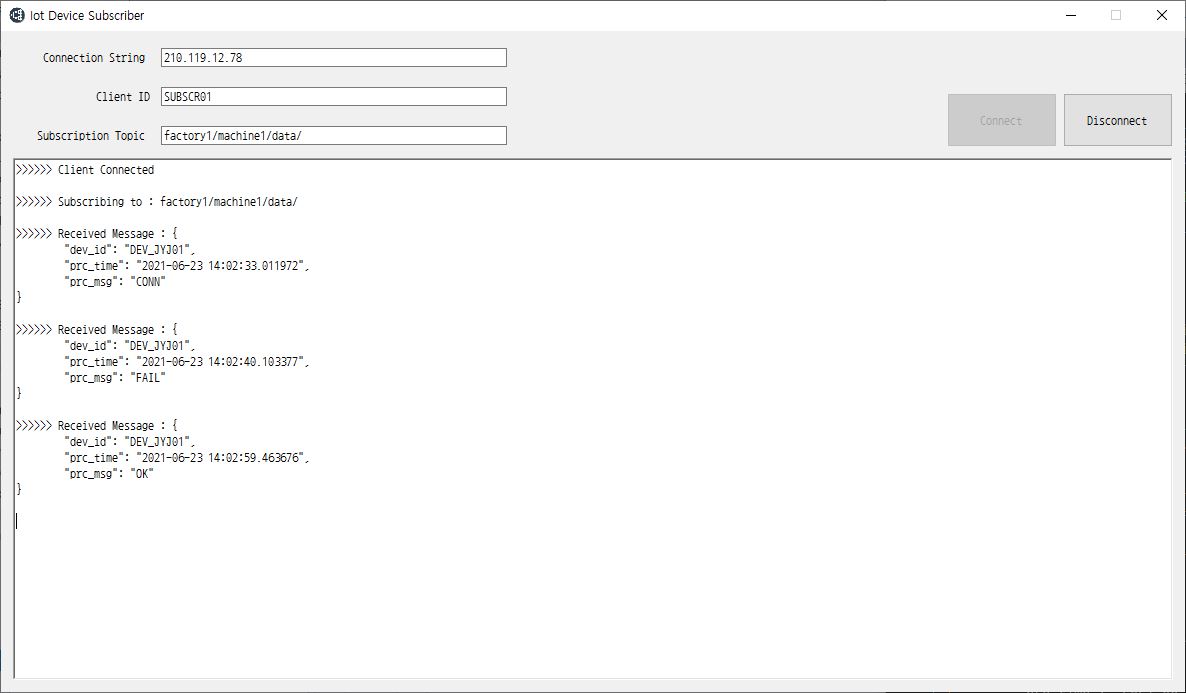 Iot Device Subscriber
Connection String 210.119.12.78
Client ID SUBSCR01
Subscription Topic factory1/machine1/data/
Connect Disconnect
>>>>>> Client Connected
>>>>>> Subscribing to : factory1/machine1/data/
>>>>>> Received Message : {
"dev_id": "DEV_JYJ01",
"prc_time": "2021-06-23 14:02:33.011972",
"prc_msg": "CONN"
}
>>>>>> Received Message : {
"dev_id": "DEV_JYJ01",
"prc_time": "2021-06-23 14:02:40.103377",
"prc_msg": "FAIL"
}
>>>>>> Received Message : {
"dev_id": "DEV_JYJ01",
"prc_time": "2021-06-23 14:02:59.463676",
"prc_msg": "OK"
}